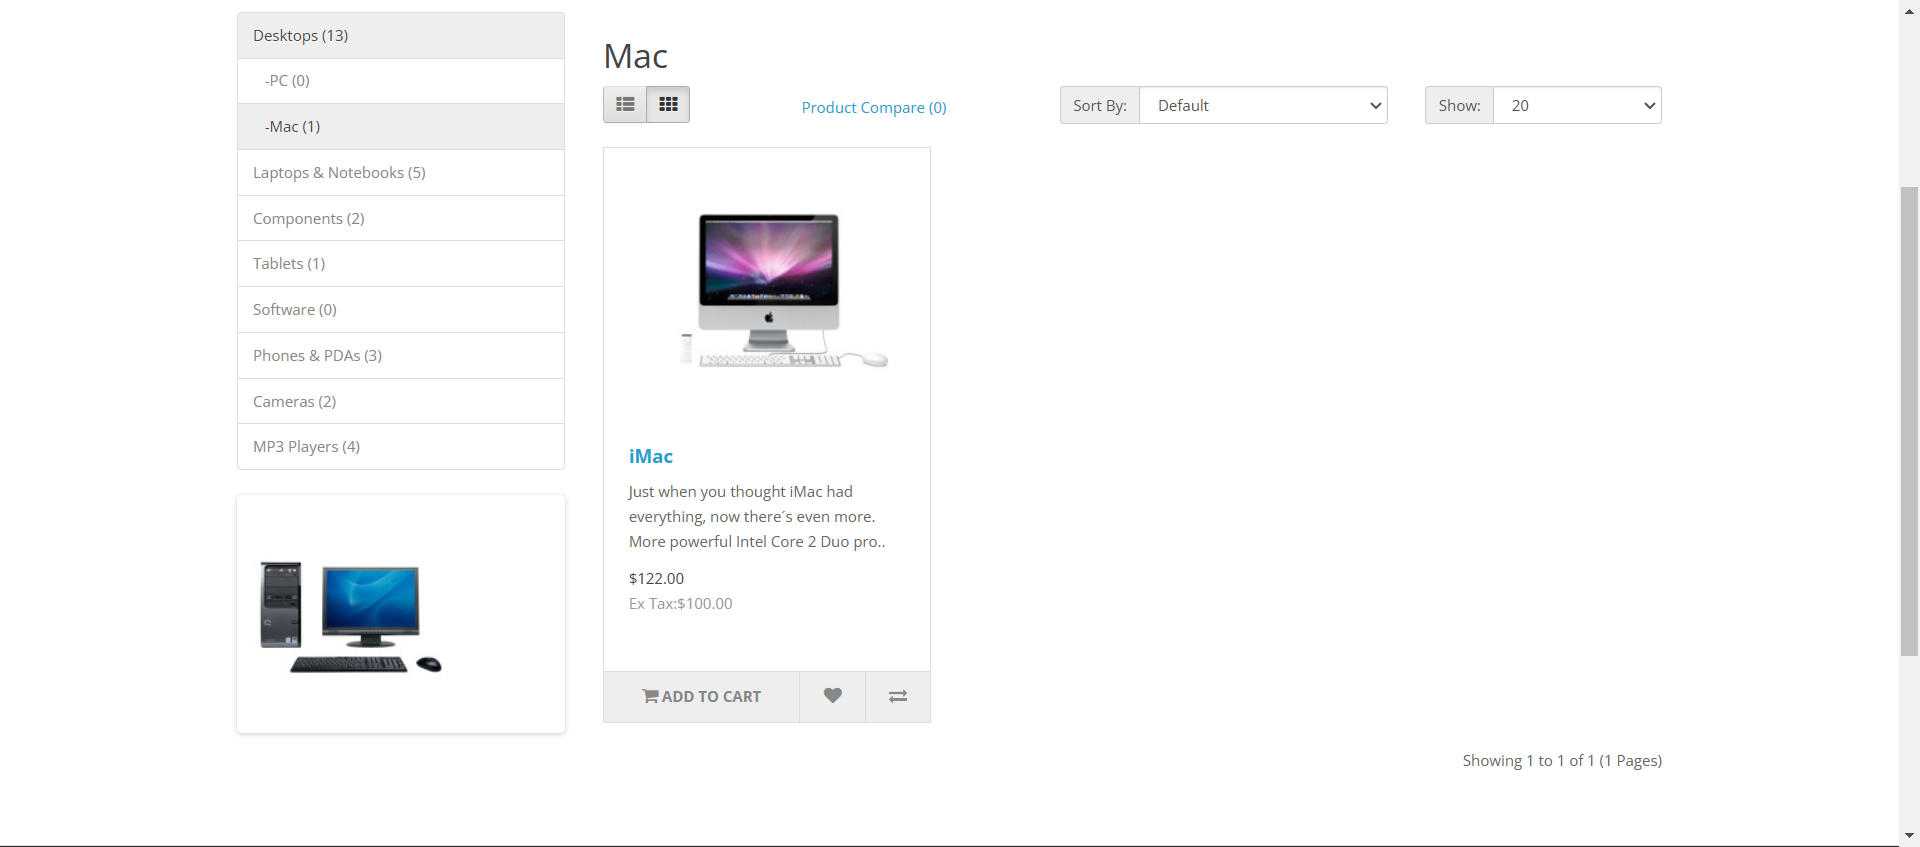 Desktops (13)
-PC (0)
-Mac (1)
Laptops & Notebooks (5)
Components (2)
Tablets (1)
Software (0)
Phones & PDAs (3)
Cameras (2)
MP3 Players (4)
Mac
Product Compare (0)
Sort By: Default
Show: 20
iMac
Just when you thought iMac had
everything, now there´s even more.
More powerful Intel Core 2 Duo pro..
$122.00
Ex Tax:$100.00
ADD TO CART
Showing 1 to 1 of 1 (1 Pages)